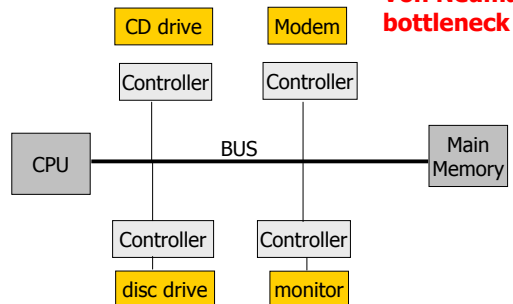 bottleneck
CD drive
Modem
Controller
Controller
CPU
BUS
Main
Memory
Controller
Controller
disc drive
monitor